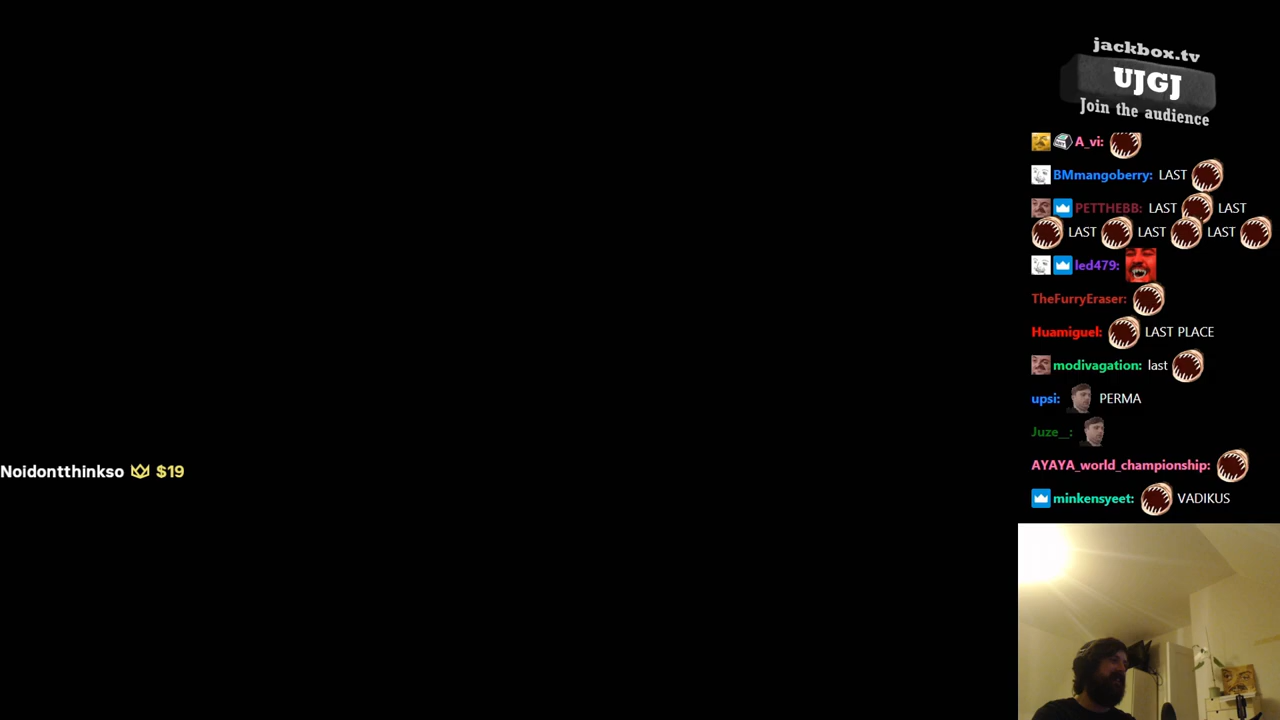 jackbox.tv
UJGJ
Join the audience
A_vi:
BMmangoberry: LAST
PETTHEBB: LAST LAST
LAST LAST LAST
led479:
TheFurryEraser:
Huamiguel: LAST PLACE
modivagation: last
upsi: PERMA
Juze__:
AYAYA_world_championship:
minkensyeet: VADIKUS
Noidontthinkso $19